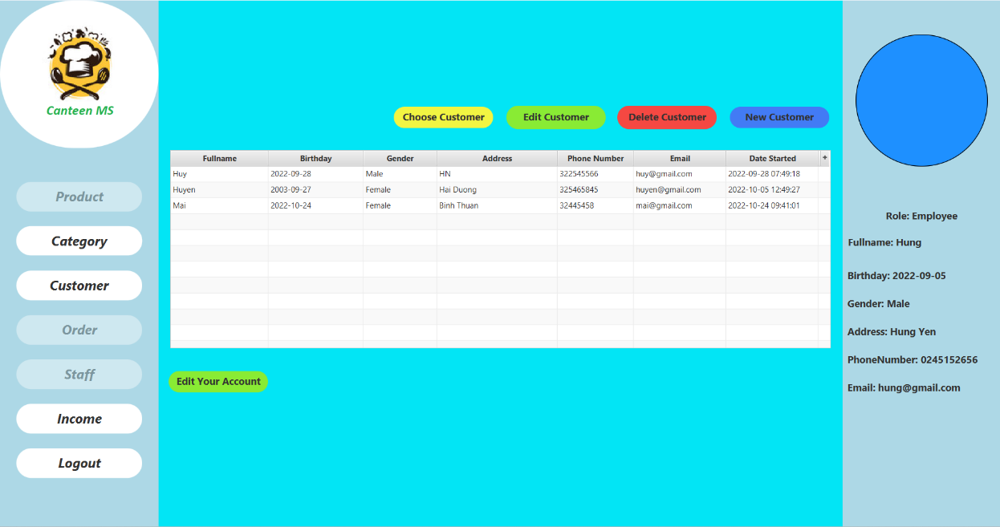 Canteen MS
Product
Category
Customer
Order
Staff
Income
Logout
Choose Customer Edit Customer Delete Customer New Customer
Fullname Birthday Gender Address Phone Number Email Date Started +
Huy 2022-09-28 Male HN 322545566 huy@gmail.com 2022-09-28 07:49:18
Huyen 2003-09-27 Female Hai Duong 325465845 huyen@gmail.com 2022-10-05 12:49:27
Mai 2022-10-24 Female Binh Thuan 32445458 mai@gmail.com 2022-10-24 09:41:01
Edit Your Account
Role: Employee
Fullname: Hung
Birthday: 2022-09-05
Gender: Male
Address: Hung Yen
PhoneNumber: 0245152656
Email: hung@gmail.com